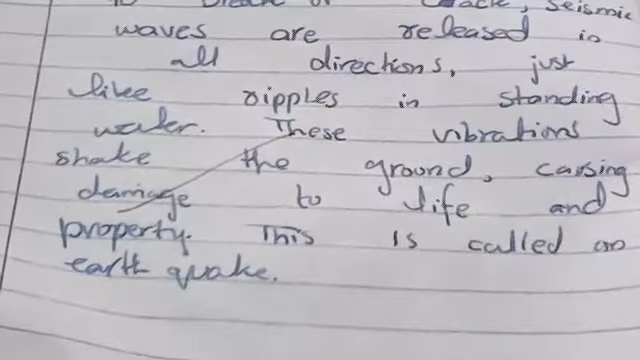 seismic
waves are released in
all directions, just
like ripples in standing
water. These vibrations
shake the ground, causing
damage to life and
property. This is called an
earth quake.